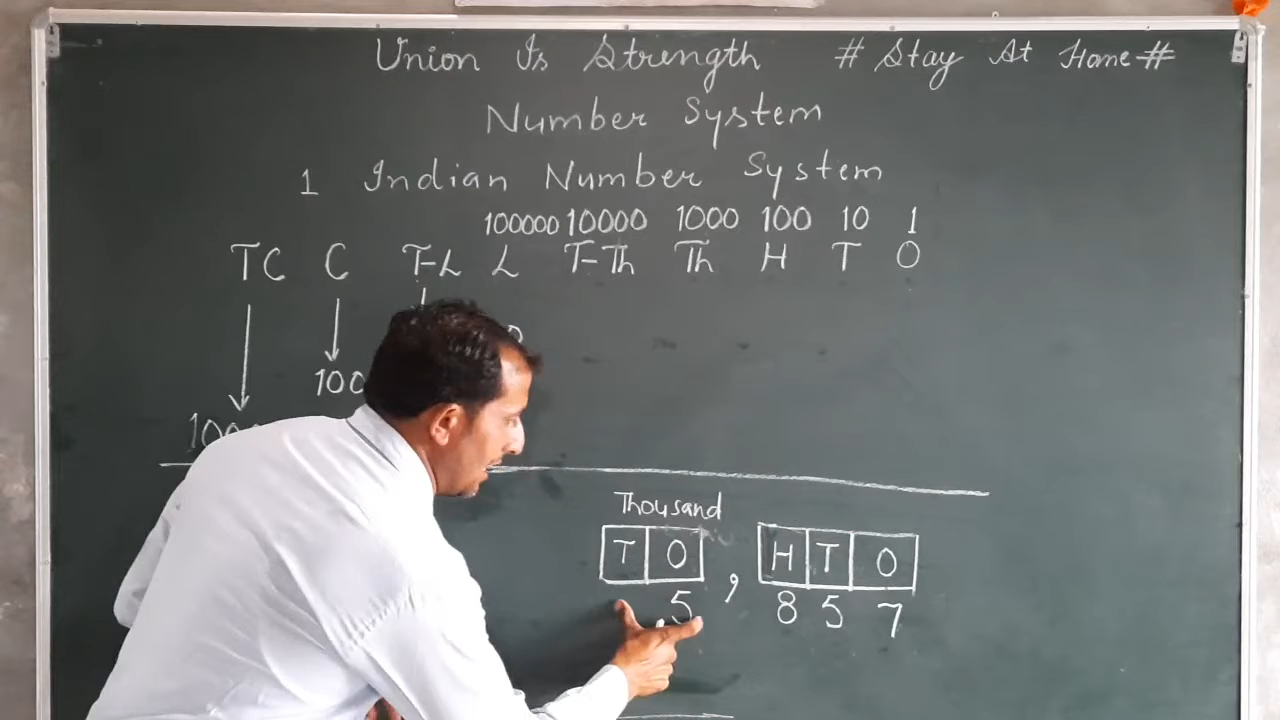 Union Is Strength # Stay At Home #
Number System
1 Indian Number System
100000 10000 1000 100 10 1
TC C T-L L T-Th Th H T O
100
Thousand
T O , H T O
5 8 5 7